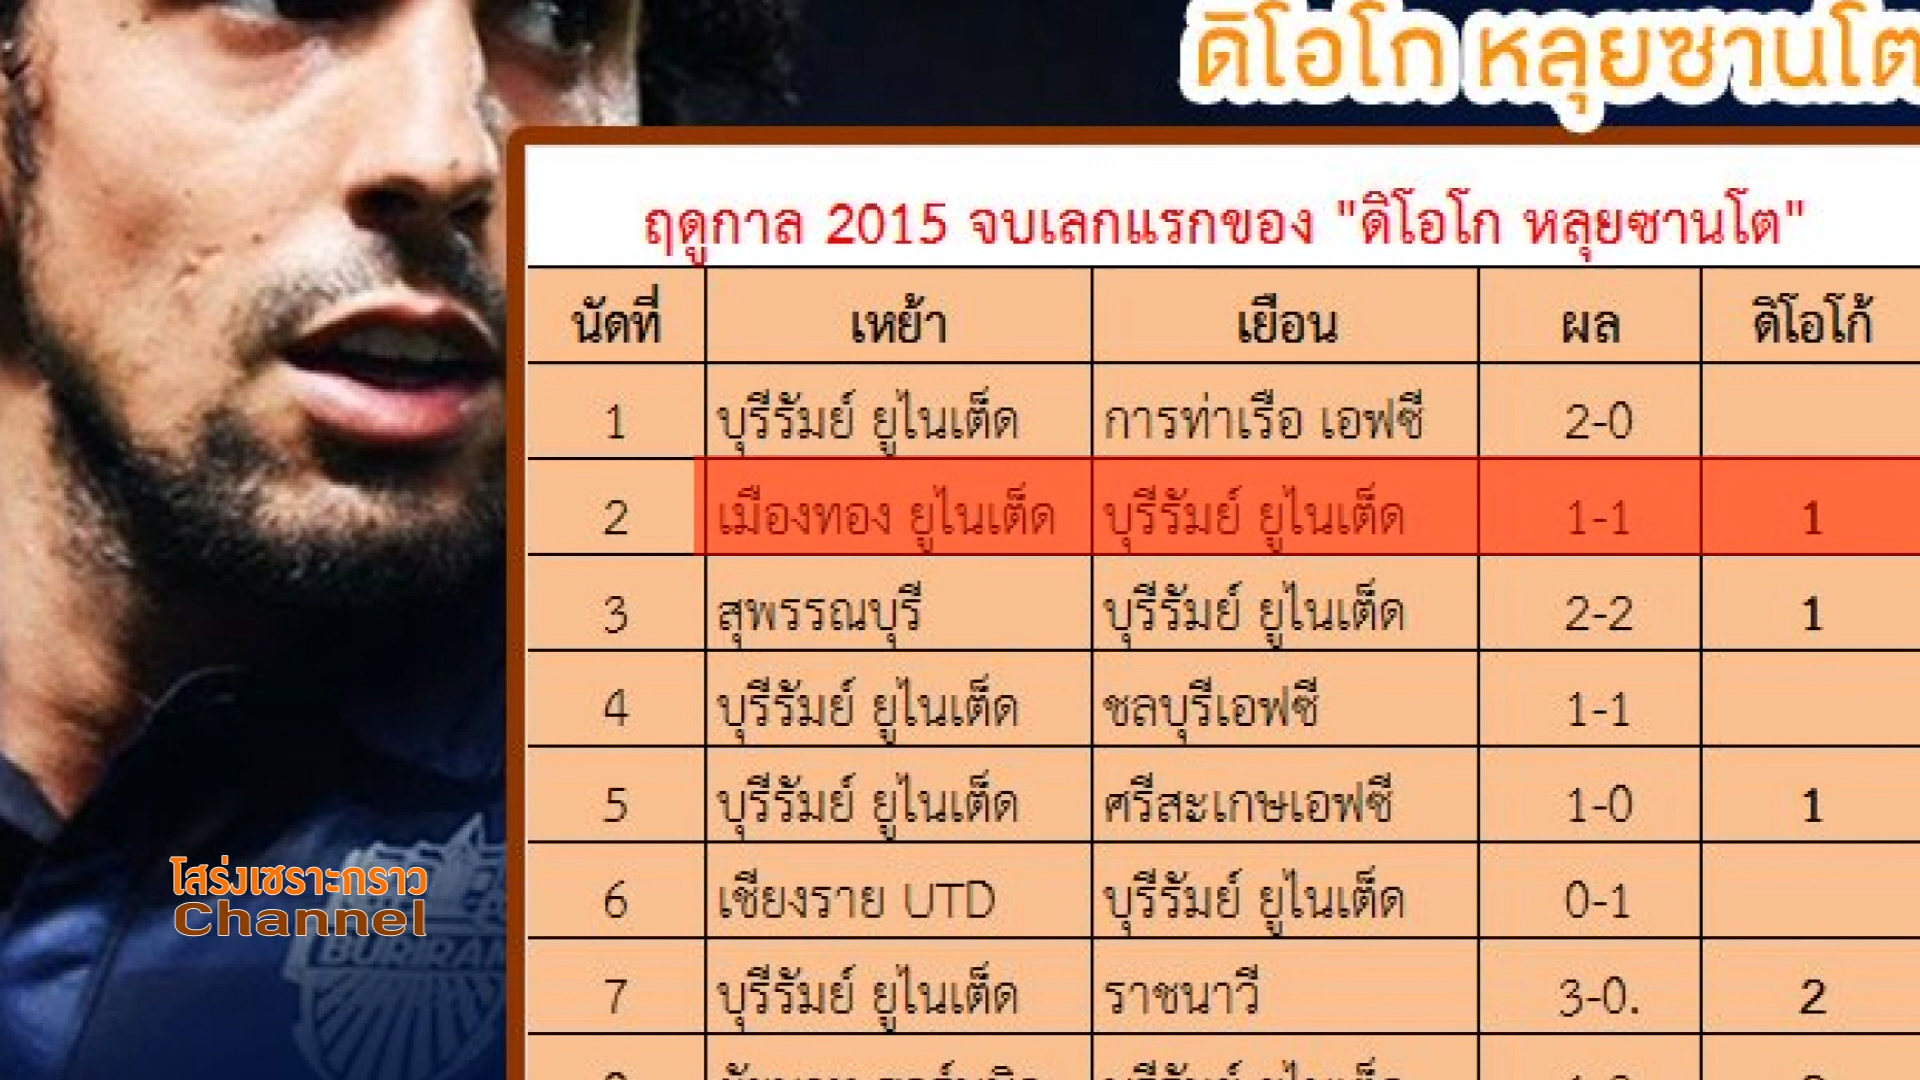 ดิโอโก หลุยซานโต
ฤดูกาล 2015 จบเลกแรกของ "ดิโอโก หลุยซานโต"
นัดที่ เหย้า เยือน ผล ดิโอโก้
1 บุรีรัมย์ ยูไนเต็ด การท่าเรือ เอฟซี 2-0
2 เมืองทอง ยูไนเต็ด บุรีรัมย์ ยูไนเต็ด 1-1 1
3 สุพรรณบุรี บุรีรัมย์ ยูไนเต็ด 2-2 1
4 บุรีรัมย์ ยูไนเต็ด ชลบุรีเอฟซี 1-1
5 บุรีรัมย์ ยูไนเต็ด ศรีสะเกษเอฟซี 1-0 1
6 เชียงราย UTD บุรีรัมย์ ยูไนเต็ด 0-1
7 บุรีรัมย์ ยูไนเต็ด ราชนาวี 3-0. 2
บุรีรัมย์ ยูไนเต็ด
โสร่งเซราะกราว
Channel
BURIRAM